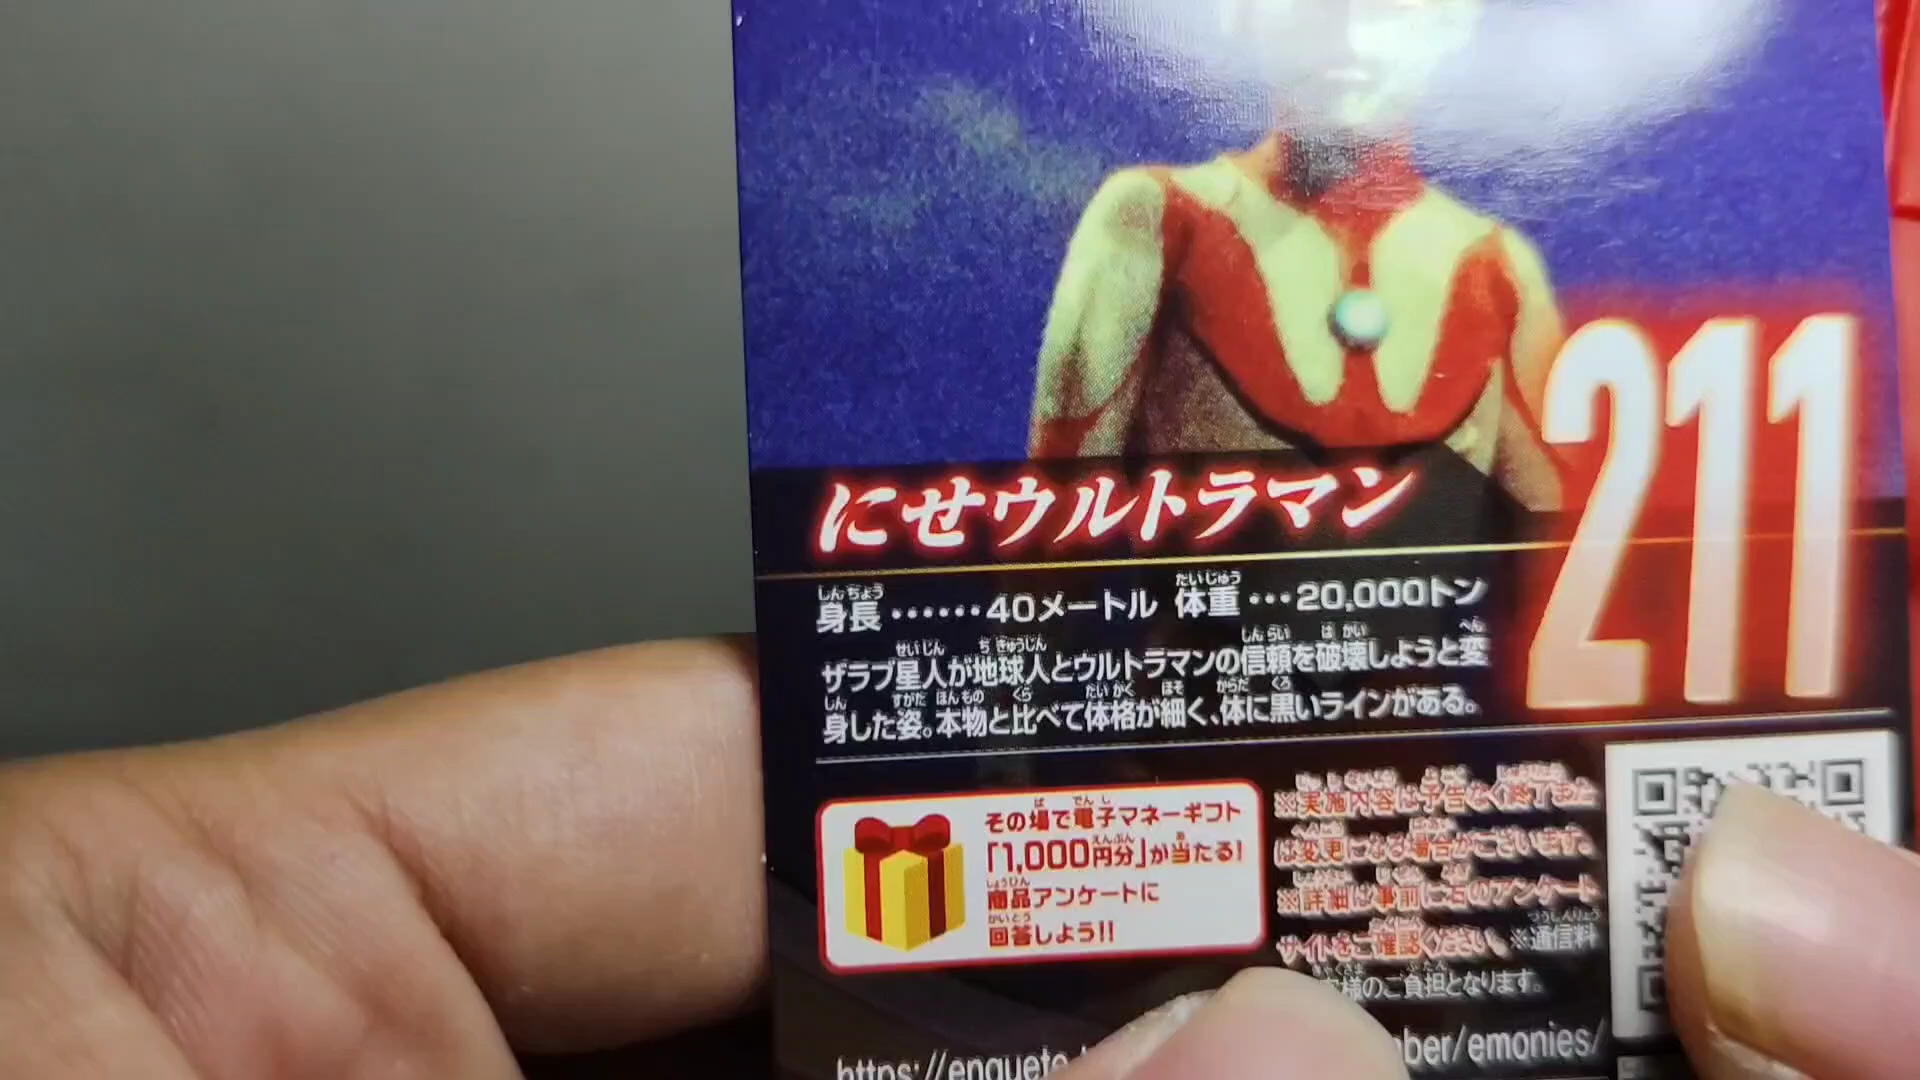 にせウルトラマン
211
身長‥‥‥40メートル 体重…20,000トン
ザラブ星人が地球人とウルトラマンの信頼を破壊しようと変
身した姿。本物と比べて体格が細く、体に黒いラインがある。
その場で電子マネーギフト
「1,000円分」が当たる!
商品アンケートに
回答しよう!!
※実施内容は予告なく終了また
は変更になる場合がございます。
※詳細は事前に右のアンケート
サイトをご確認ください。※通信料
様のご負担となります。
https://enquete
ber/emonies/